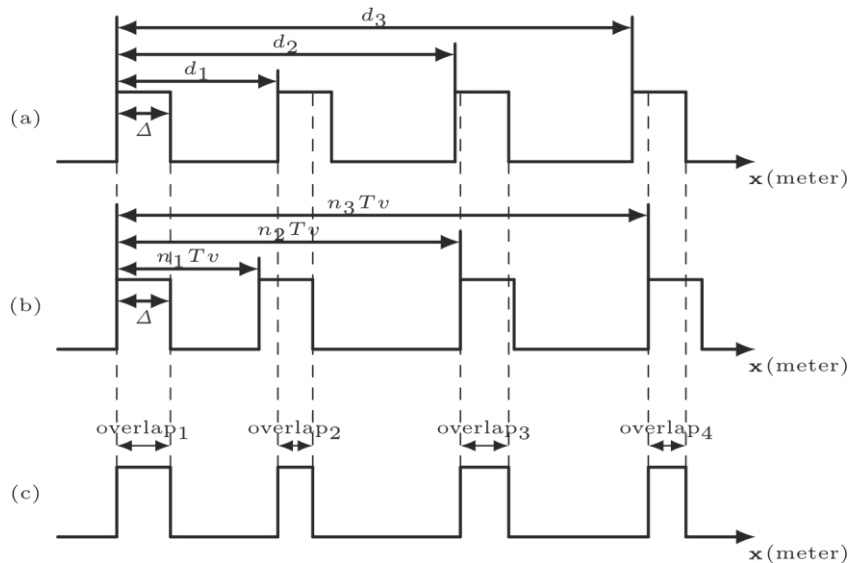 d₃
d₂
d₁
(a)
Δ
x(meter)
n₃Tv
n₂Tv
n₁Tv
(b)
Δ
x(meter)
overlap₁ overlap₂ overlap₃ overlap₄
(c)
x(meter)